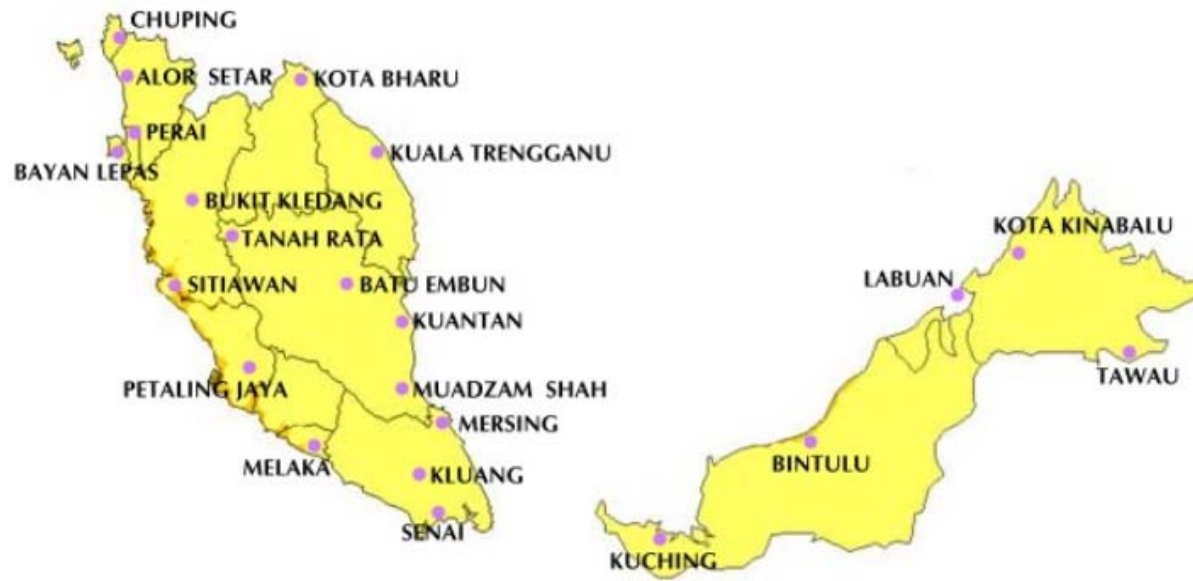 CHUPING
ALOR SETAR
KOTA BHARU
PERAI
KUALA TRENGGANU
BAYAN LEPAS
BUKIT KLEDANG
TANAH RATA
SITIAWAN
BATU EMBUN
KUANTAN
PETALING JAYA
MUADZAM SHAH
MERSING
MELAKA
KLUANG
SENAI
KOTA KINABALU
LABUAN
TAWAU
BINTULU
KUCHING